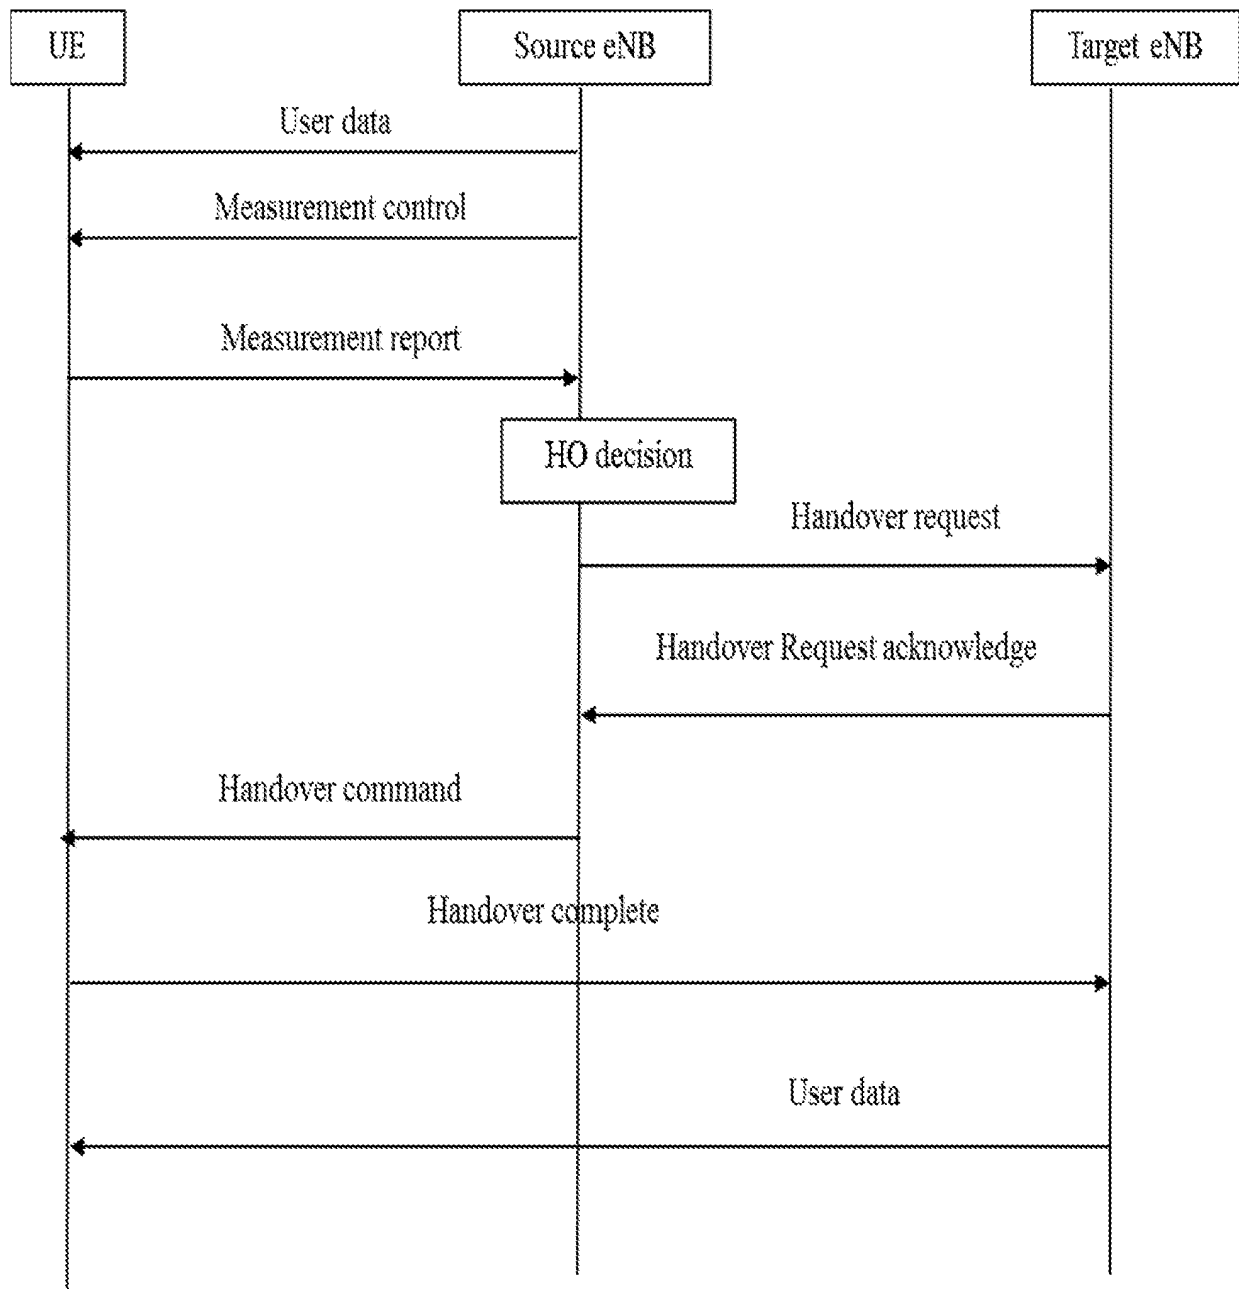 UE
Source eNB
Target eNB
User data
Measurement control
Measurement report
HO decision
Handover request
Handover Request acknowledge
Handover command
Handover complete
User data